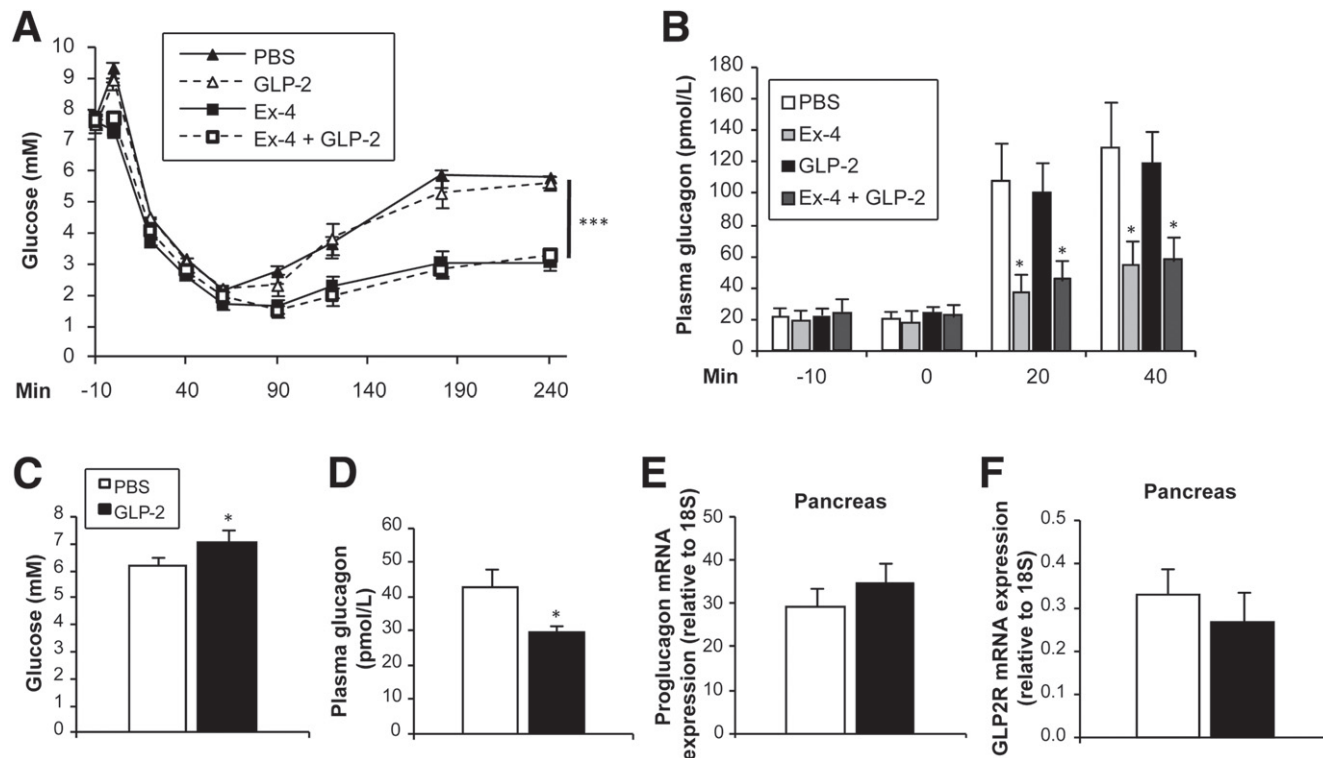 A
PBS
GLP-2
Ex-4
Ex-4 + GLP-2
Glucose (mM)
10
9
8
7
6
5
4
3
2
1
0
***
Min
-10 40 90 140 190 240
B
PBS
Ex-4
GLP-2
Ex-4 + GLP-2
Plasma glucagon (pmol/L)
180
160
140
120
100
80
60
40
20
0
* * * *
Min
-10 0 20 40
C
PBS
GLP-2
Glucose (mM)
8
7
6
5
4
3
2
1
0
*
D
Plasma glucagon
(pmol/L)
60
50
40
30
20
10
0
*
E
Pancreas
Proglucagon mRNA
expression (relative to 18S)
50
40
30
20
10
0
F
Pancreas
GLP2R mRNA expression
(relative to 18S)
0.5
0.4
0.3
0.2
0.1
0.0